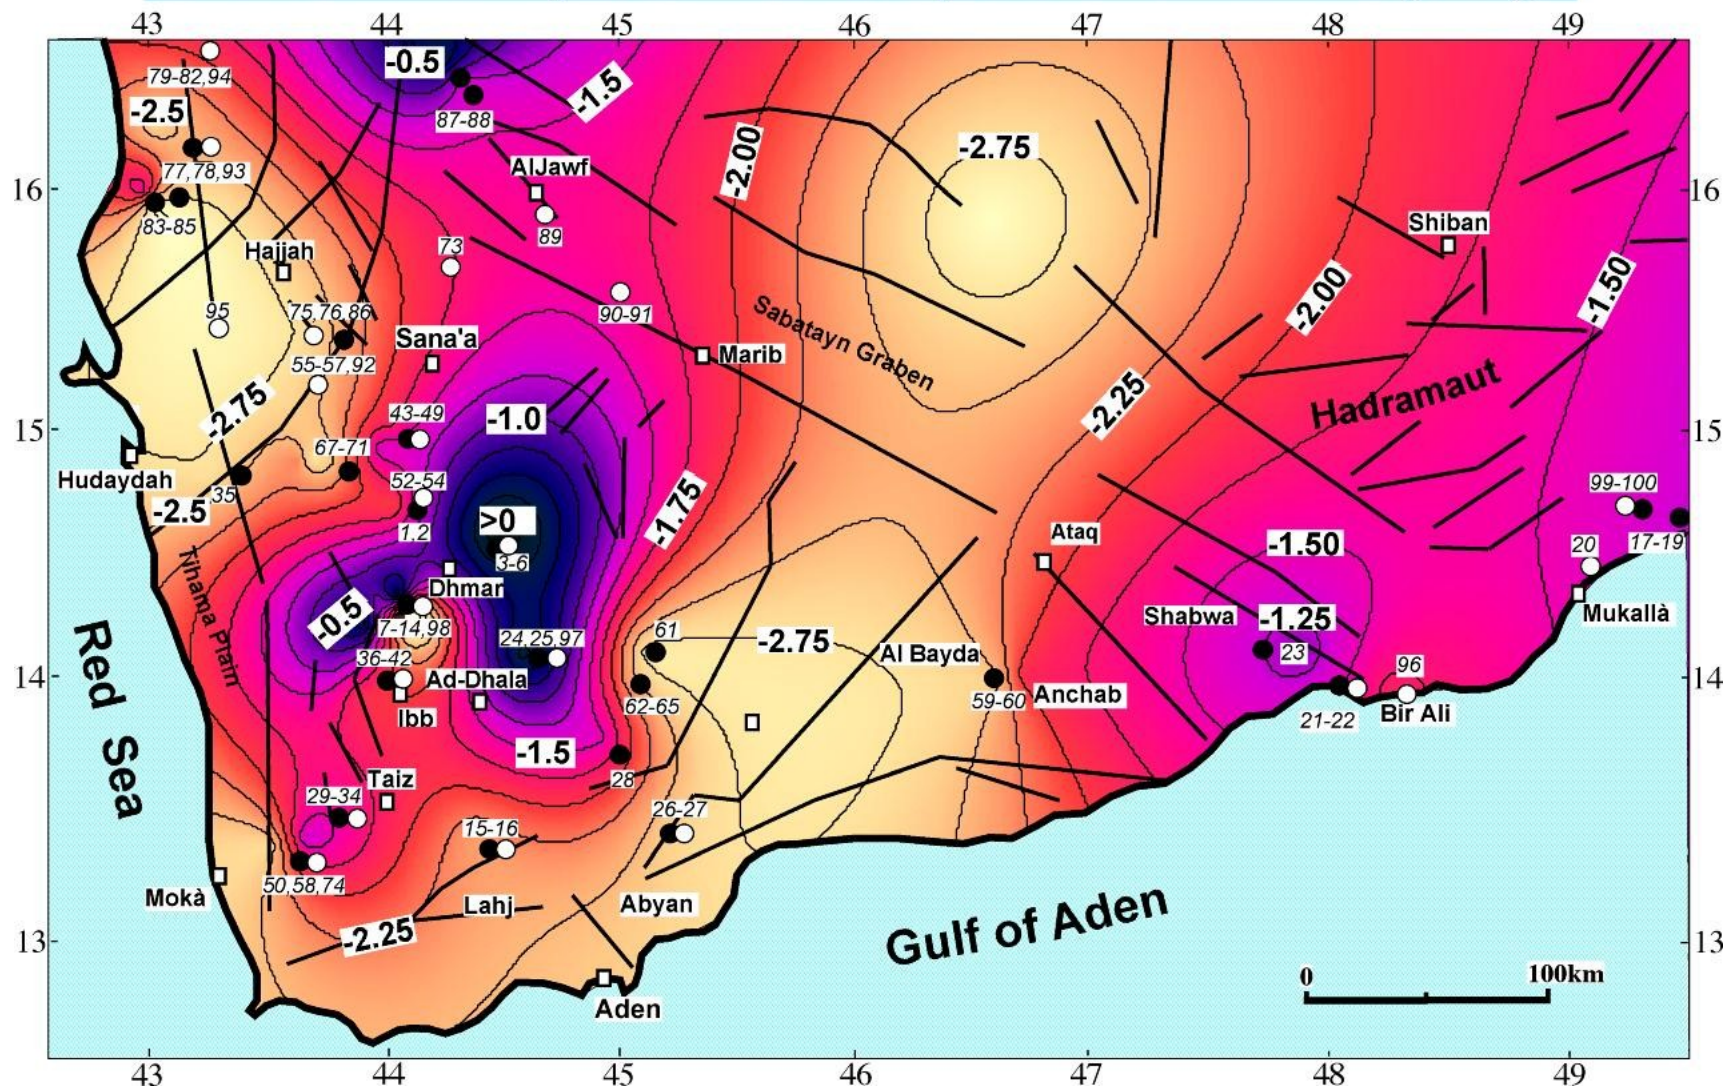 43 44 45 46 47 48 49
-0.5
-1.5
79-82,94
-2.5
87-88
-2.00
-2.75
77,78,93
AlJawf
16
16
83-85
89
Shiban
Hajjah
73
-2.00
-1.50
95
75,76,86
90-91
Sabatayn Graben
Sana'a
Marib
55-57,92
-2.75
43-49
-1.0
-2.25
Hadramaut
15
15
67-71
Hudaydah
52-54
-1.75
99-100
35
-2.5
>0
1,2
Ataq
-1.50
17-19
20
3-6
Tihama Plain
Dhmar
-0.5
Shabwa
-1.25
Mukallà
7-14,98
24,25,97
61
-2.75
Al Bayda
23
36-42
96
14
14
Ad-Dhala
62-65
59-60
Anchab
Ibb
21-22
Bir Ali
Red Sea
-1.5
28
Taiz
29-34
26-27
15-16
50,58,74
Mokà
Lahj
Abyan
-2.25
Gulf of Aden
13
13
0 100km
Aden
43 44 45 46 47 48 49